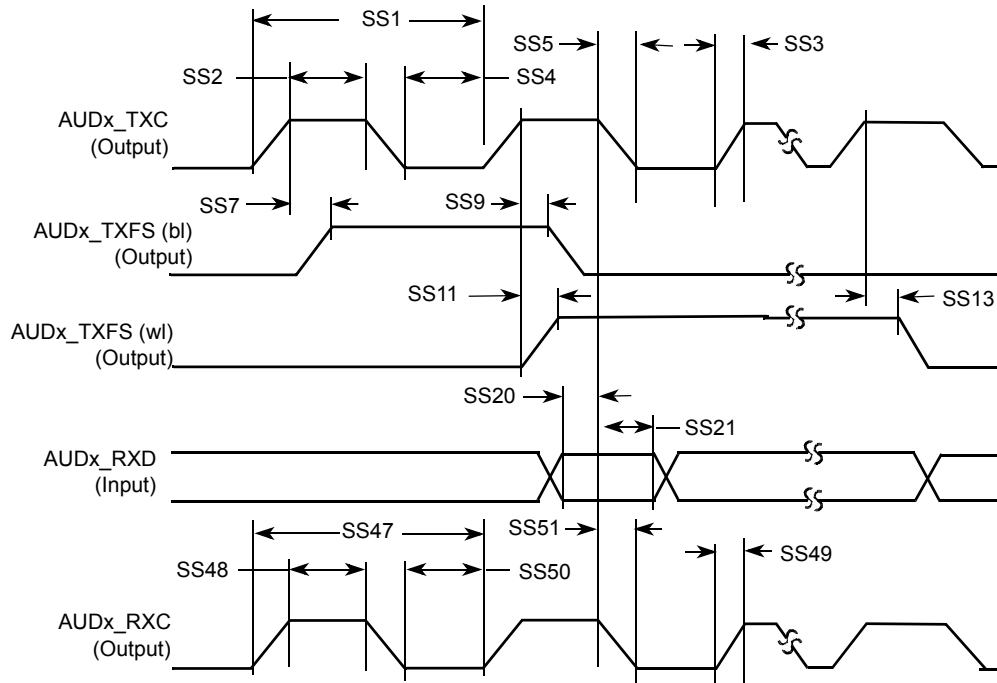 SS1
SS5
SS3
SS2
SS4
AUDx_TXC
(Output)
SS7
SS9
AUDx_TXFS (bl)
(Output)
SS11
SS13
AUDx_TXFS (wl)
(Output)
SS20
SS21
AUDx_RXD
(Input)
SS47
SS51
SS49
SS48
SS50
AUDx_RXC
(Output)